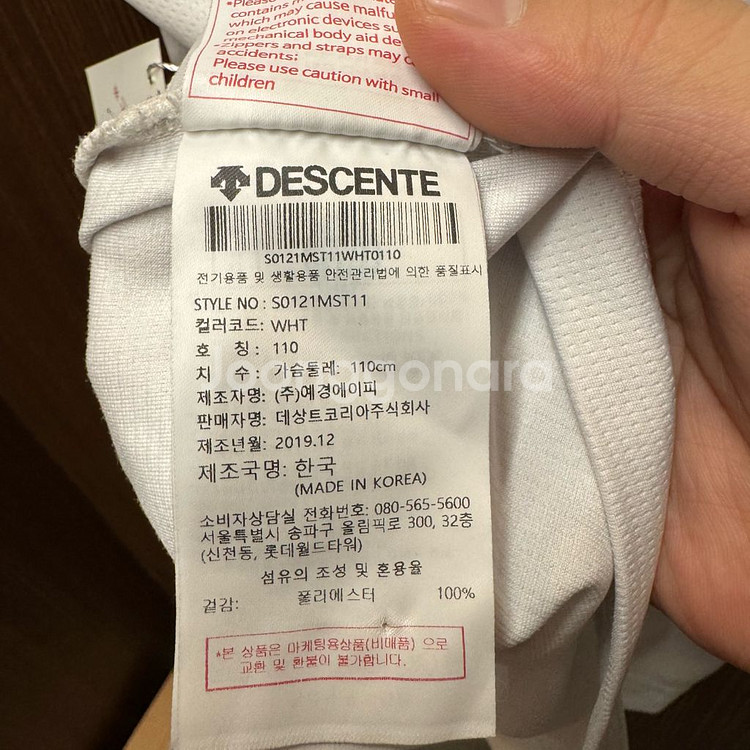 *Please
contains m
which may cause malfu
on electronic devices su
mechanical body aid de
-Zippers and straps may c
accidents;
Please use caution with small
children
DESCENTE
S0121MST11WHT0110
전기용품 및 생활용품 안전관리법에 의한 품질표시
STYLE NO : S0121MST11
컬러코드: WHT
호 칭 : 110
치 수 : 가슴둘레: 110cm
제조자명: (주)예경에이피
판매자명: 데상트코리아주식회사
제조년월: 2019.12
제조국명: 한국
(MADE IN KOREA)
소비자상담실 전화번호: 080-565-5600
서울특별시 송파구 올림픽로 300, 32층
(신천동, 롯데월드타워)
섬유의 조성 및 혼용율
겉감: 폴리에스터 100%
*본 상품은 마케팅용상품(비매품) 으로
교환 및 환불이 불가합니다.
Joonggonara